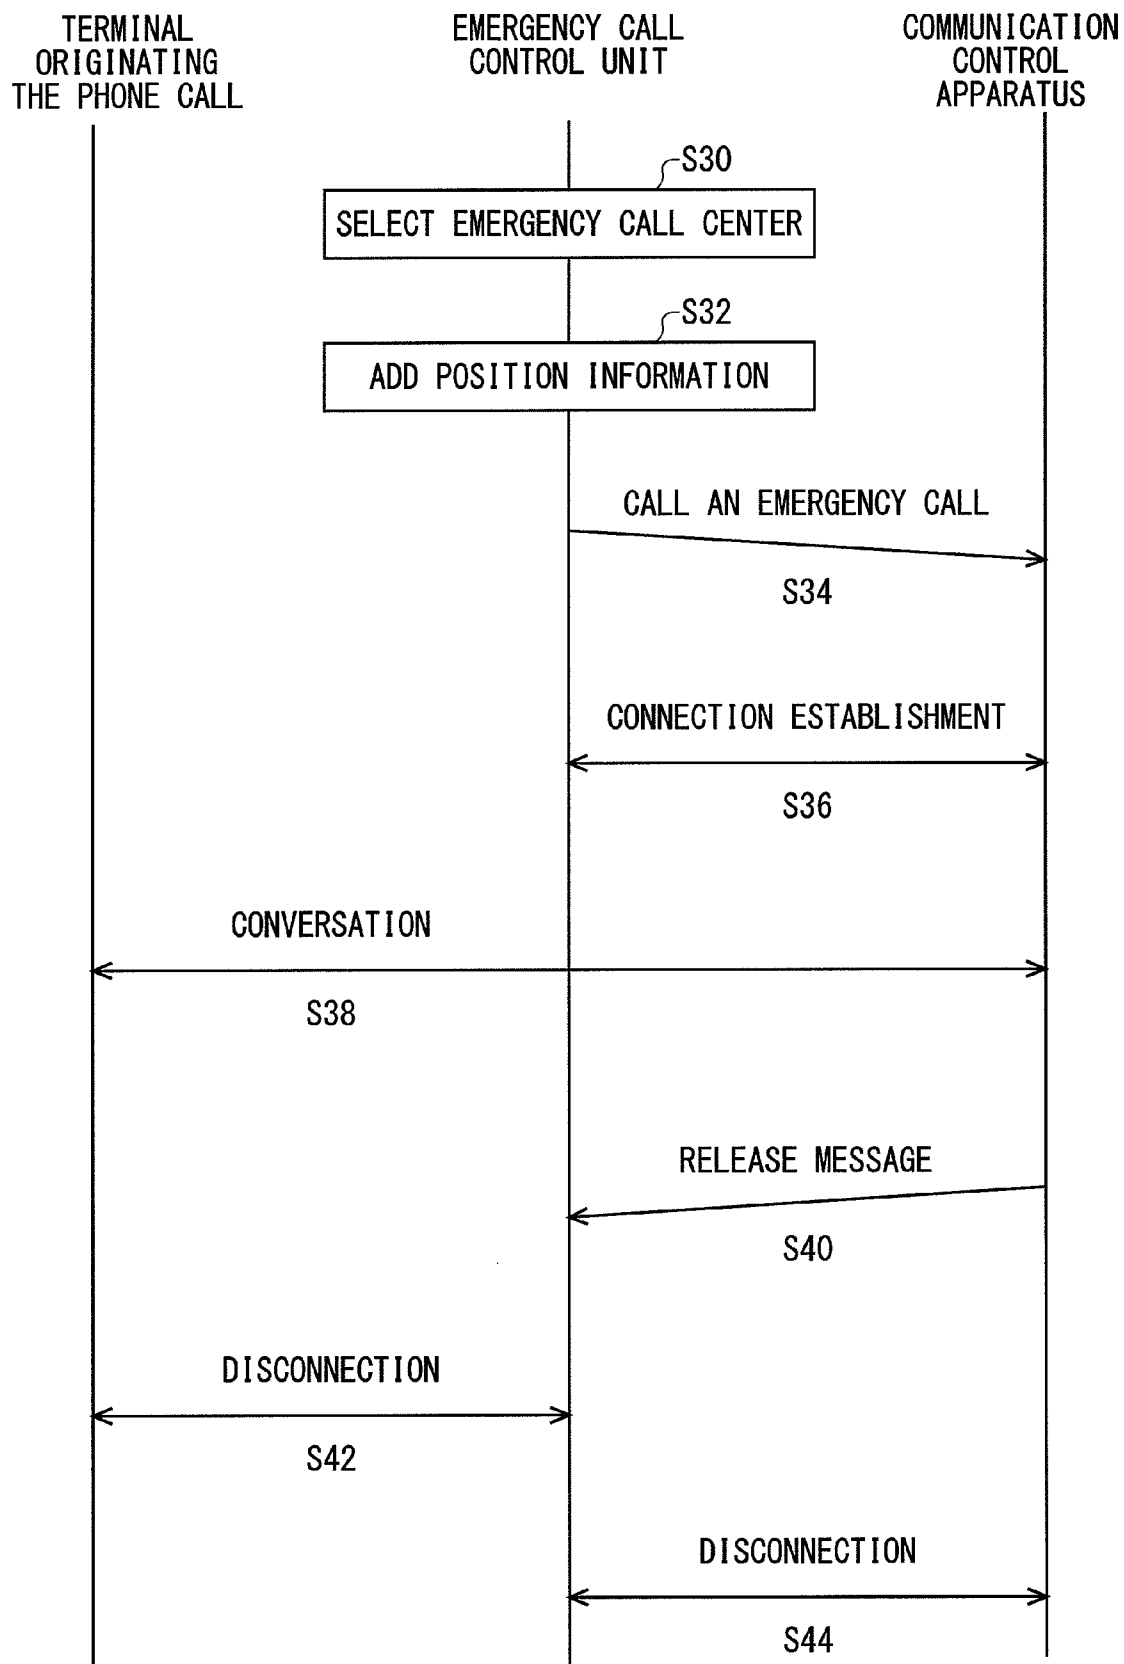 TERMINAL
ORIGINATING
THE PHONE CALL
EMERGENCY CALL
CONTROL UNIT
COMMUNICATION
CONTROL
APPARATUS
S30
SELECT EMERGENCY CALL CENTER
S32
ADD POSITION INFORMATION
CALL AN EMERGENCY CALL
S34
CONNECTION ESTABLISHMENT
S36
CONVERSATION
S38
RELEASE MESSAGE
S40
DISCONNECTION
S42
DISCONNECTION
S44